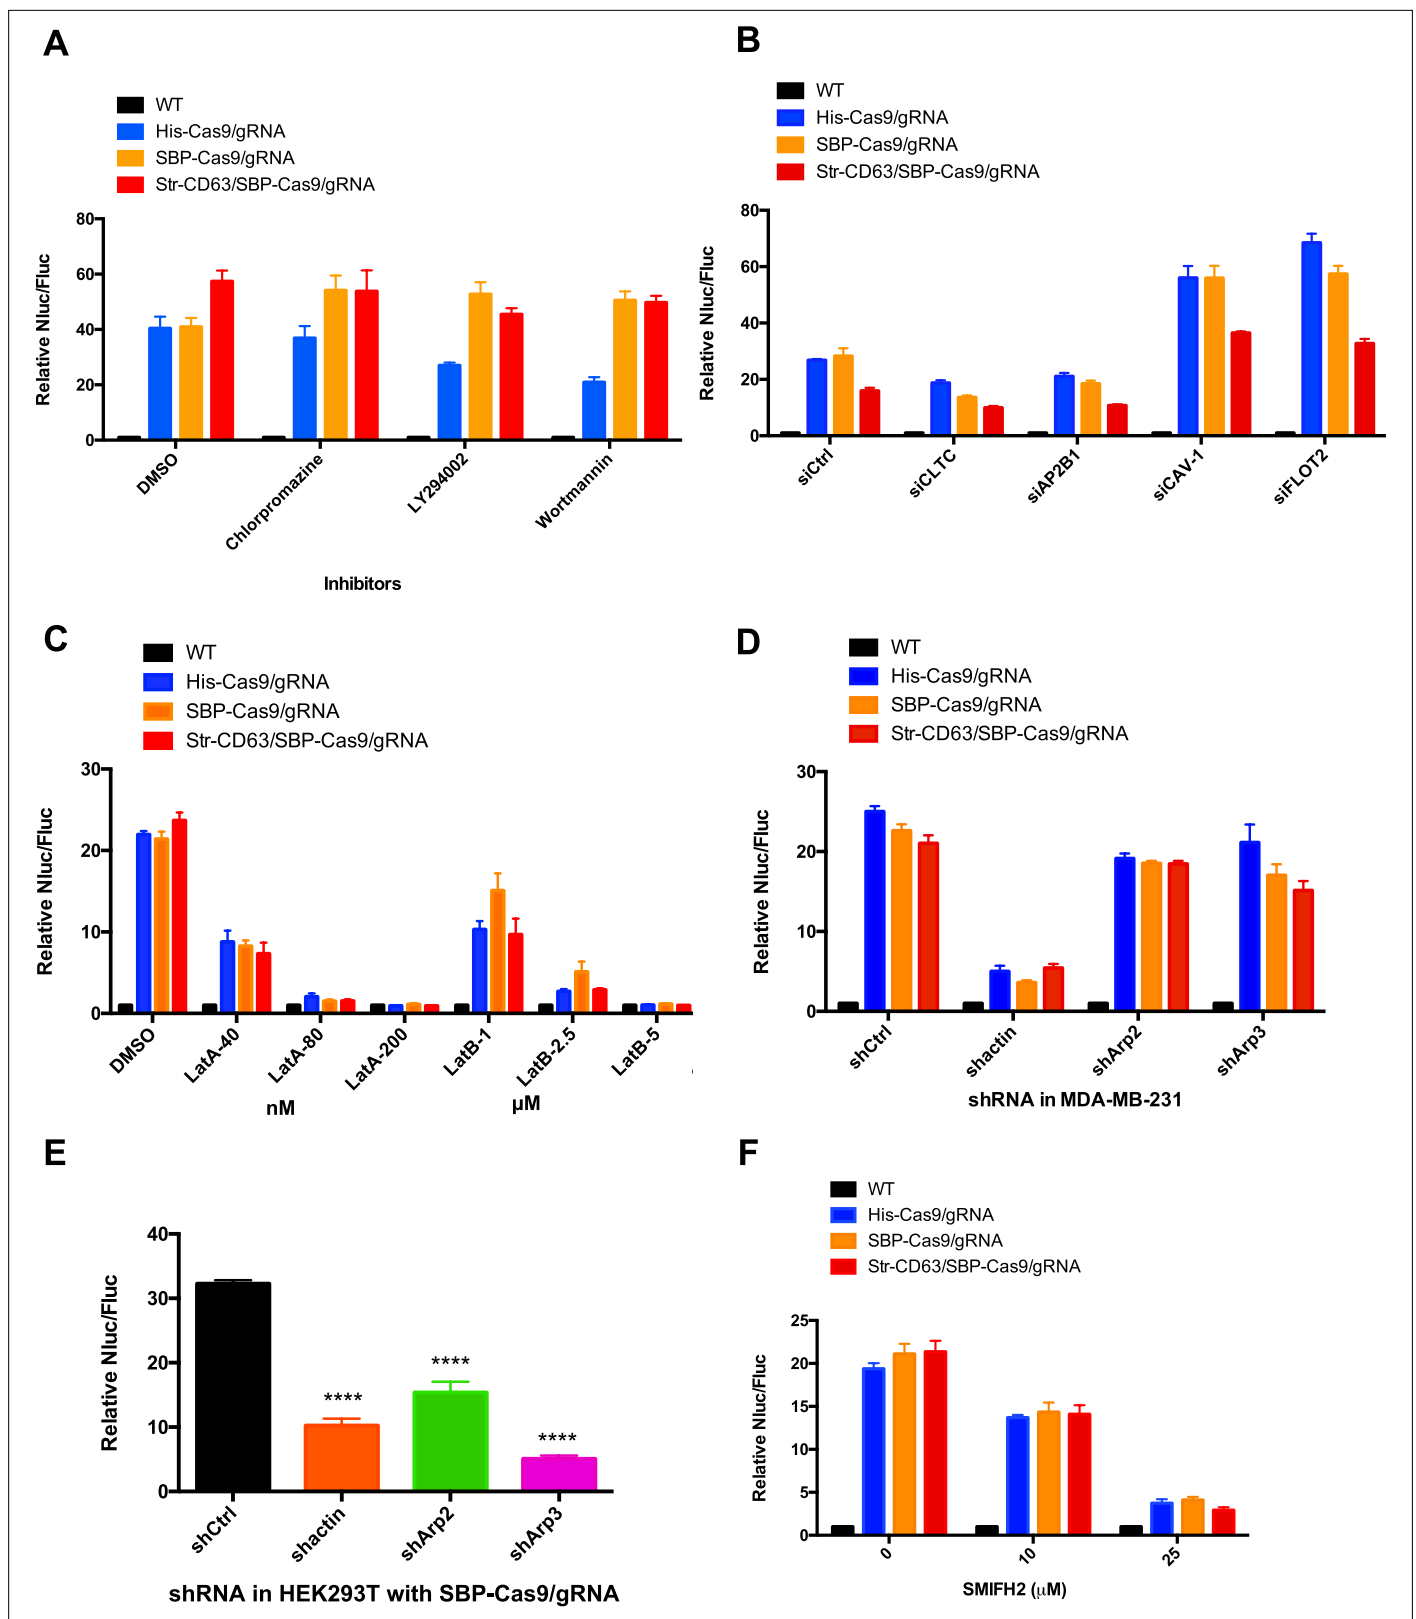 A
WT
His-Cas9/gRNA
SBP-Cas9/gRNA
Str-CD63/SBP-Cas9/gRNA
Relative Nluc/Fluc
80
60
40
20
0
DMSO
Chlorpromazine
LY294002
Wortmannin
Inhibitors
B
WT
His-Cas9/gRNA
SBP-Cas9/gRNA
Str-CD63/SBP-Cas9/gRNA
Relative Nluc/Fluc
80
60
40
20
0
siCtrl
siCLTC
siAP2B1
siCAV-1
siFLOT2
C
WT
His-Cas9/gRNA
SBP-Cas9/gRNA
Str-CD63/SBP-Cas9/gRNA
Relative Nluc/Fluc
30
20
10
0
DMSO
LatA-40
LatA-80
LatA-200
LatB-1
LatB-2.5
LatB-5
nM
µM
D
WT
His-Cas9/gRNA
SBP-Cas9/gRNA
Str-CD63/SBP-Cas9/gRNA
Relative Nluc/Fluc
30
20
10
0
shCtrl
shactin
shArp2
shArp3
shRNA in MDA-MB-231
E
Relative Nluc/Fluc
40
30
20
10
0
****
****
****
shCtrl
shactin
shArp2
shArp3
shRNA in HEK293T with SBP-Cas9/gRNA
F
WT
His-Cas9/gRNA
SBP-Cas9/gRNA
Str-CD63/SBP-Cas9/gRNA
Relative Nluc/Fluc
25
20
15
10
5
0
0
10
25
SMIFH2 (µM)